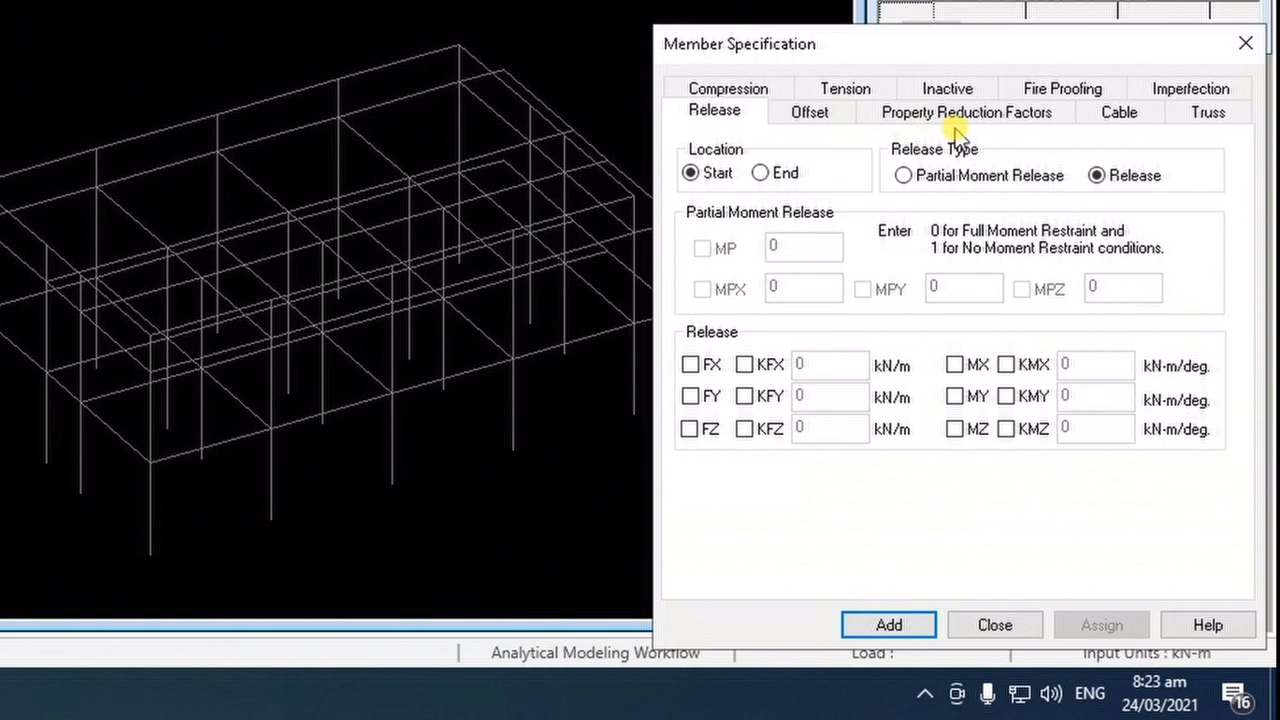 Member Specification
Compression Tension Inactive Fire Proofing Imperfection
Release Offset Property Reduction Factors Cable Truss
Location Release Type
Start End Partial Moment Release Release
Partial Moment Release
Enter 0 for Full Moment Restraint and
1 for No Moment Restraint conditions.
MP 0
MPX 0 MPY 0 MPZ 0
Release
FX KFX 0 kN/m MX KMX 0 kN-m/deg.
FY KFY 0 kN/m MY KMY 0 kN-m/deg.
FZ KFZ 0 kN/m MZ KMZ 0 kN-m/deg.
Add Close Assign Help
Analytical Modeling Workflow Load : Input Units : kN-m
ENG 8:23 am
24/03/2021
16